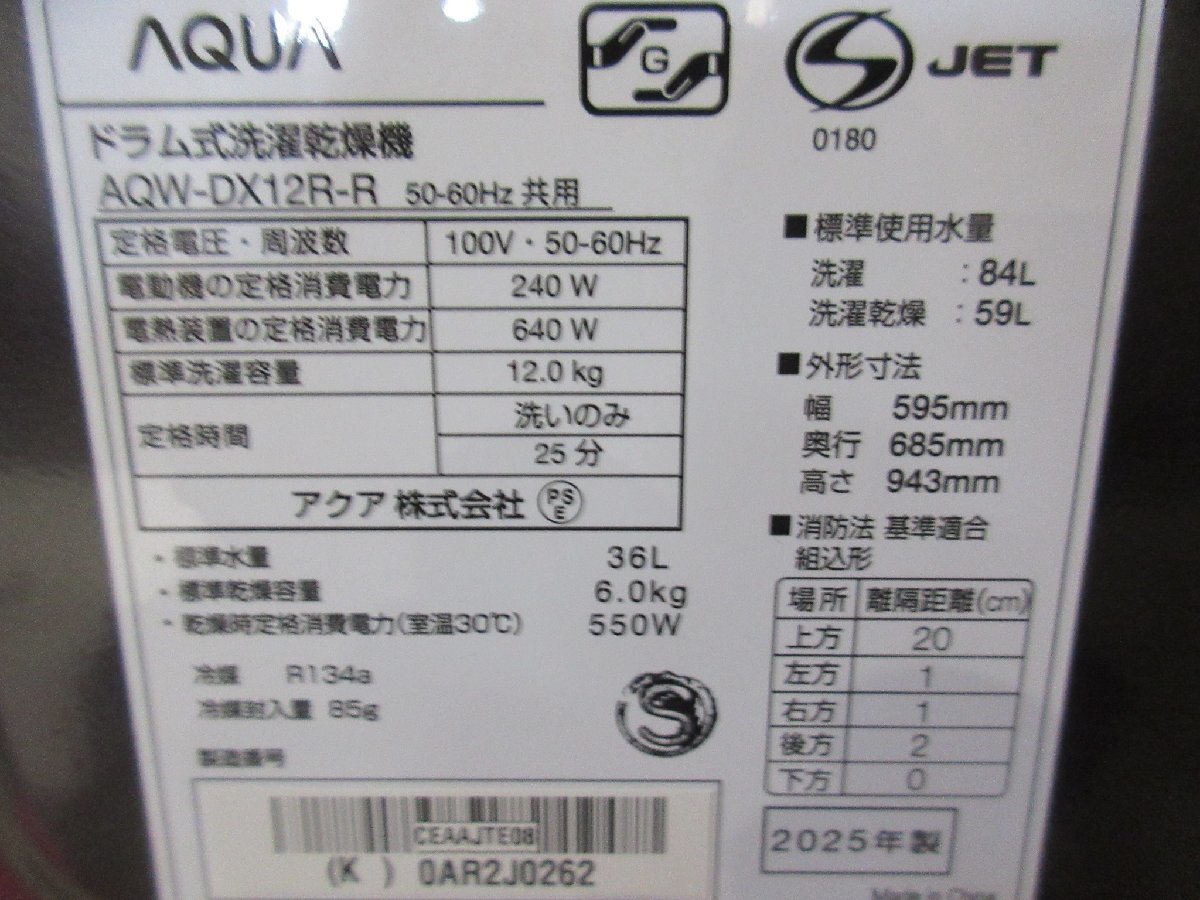 AQUA
G
S JET
0180
ドラム式洗濯乾燥機
AQW-DX12R-R 50-60Hz 共用
定格電圧・周波数 100V・50-60Hz
電動機の定格消費電力 240 W
電熱装置の定格消費電力 640 W
標準洗濯容量 12.0 kg
定格時間 洗いのみ
25 分
アクア 株式会社 PSE
・標準水量 36L
・標準乾燥容量 6.0kg
・乾燥時定格消費電力(室温30℃) 550W
冷媒 R134a
冷媒封入量 85g
S
製造番号
CEAAJTE08
(K ) 0AR2J0262
■標準使用水量
洗濯 : 84L
洗濯乾燥 : 59L
■外形寸法
幅 595mm
奥行 685mm
高さ 943mm
■消防法 基準適合
組込形
場所 離隔距離(cm)
上方 20
左方 1
右方 1
後方 2
下方 0
2025年製
Made in China